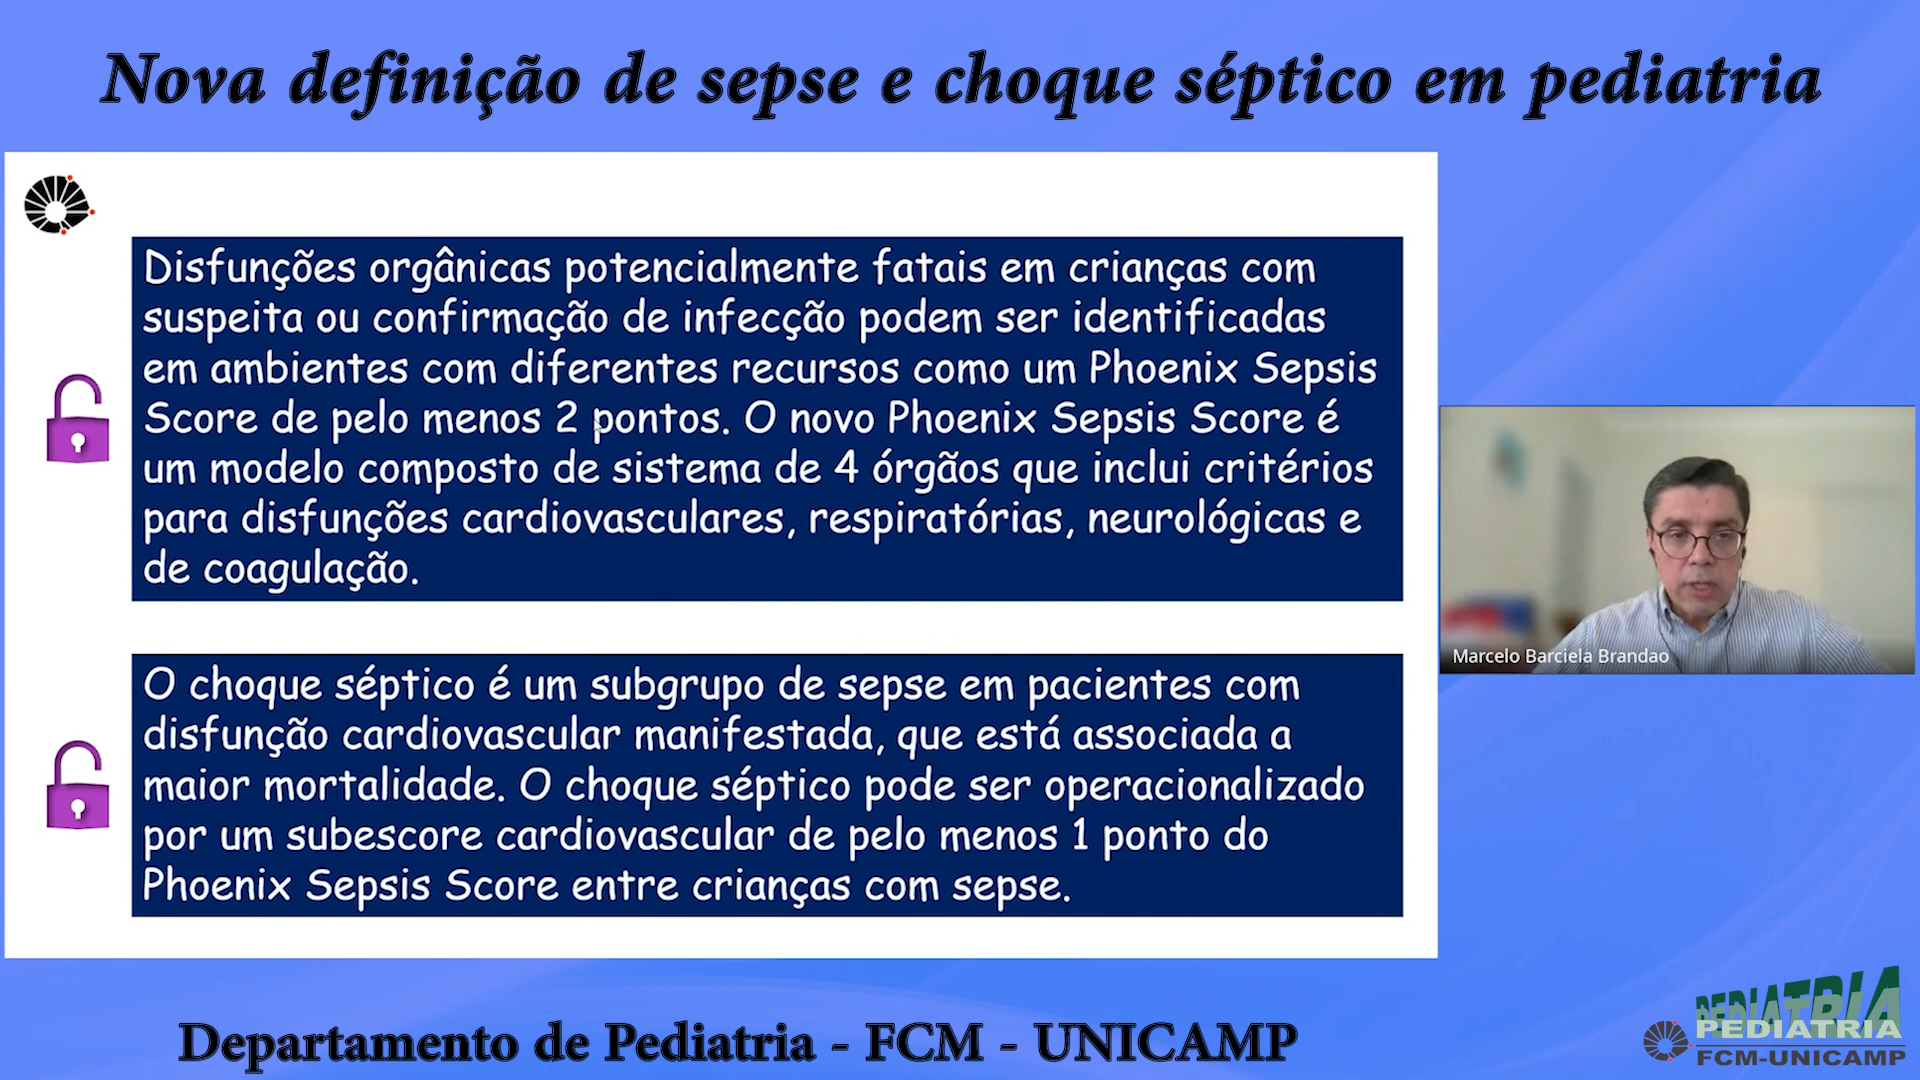 Nova definição de sepse e choque séptico em pediatria
Disfunções orgânicas potencialmente fatais em crianças com
suspeita ou confirmação de infecção podem ser identificadas
em ambientes com diferentes recursos como um Phoenix Sepsis
Score de pelo menos 2 pontos. O novo Phoenix Sepsis Score é
um modelo composto de sistema de 4 órgãos que inclui critérios
para disfunções cardiovasculares, respiratórias, neurológicas e
de coagulação.
O choque séptico é um subgrupo de sepse em pacientes com
disfunção cardiovascular manifestada, que está associada a
maior mortalidade. O choque séptico pode ser operacionalizado
por um subescore cardiovascular de pelo menos 1 ponto do
Phoenix Sepsis Score entre crianças com sepse.
Marcelo Barciela Brandao
Departamento de Pediatria - FCM - UNICAMP
PEDIATRIA
PEDIATRIA
FCM-UNICAMP